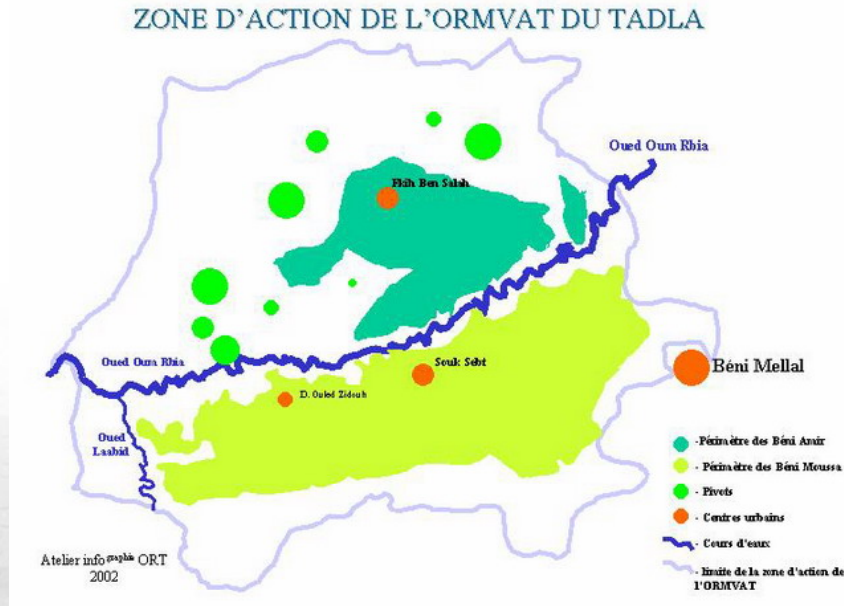 ZONE D'ACTION DE L'ORMVAT DU TADLA
Oued Oum Rbia
Fkih Ben Salah
Oued Oum Rbia
Souk Sebt
Béni Mellal
D. Ouled Zidouh
Oued
Laabid
- Périmètre des Béni Amir
- Périmètre des Béni Moussa
- Pivots
- Centres urbains
- Cours d'eaux
- limite de la zone d'action de
l'ORMVAT
Atelier infographie ORT
2002